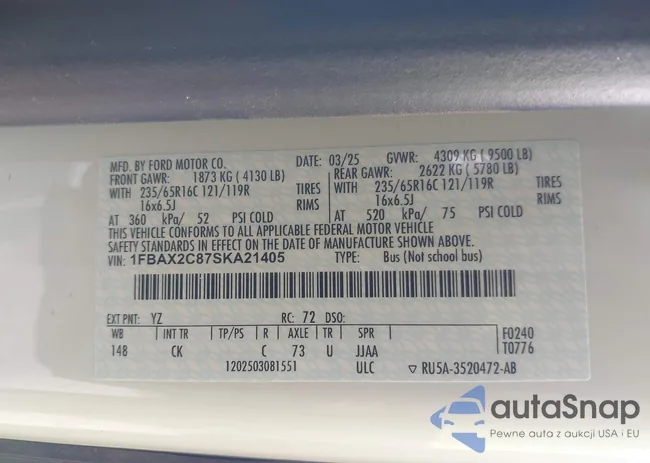 MFD. BY FORD MOTOR CO. DATE: 03/25 GVWR: 4309 KG ( 9500 LB)
FRONT GAWR: 1873 KG ( 4130 LB) REAR GAWR: 2622 KG ( 5780 LB)
WITH 235/65R16C 121/119R TIRES WITH 235/65R16C 121/119R TIRES
16x6.5J RIMS 16x6.5J RIMS
AT 360 kPa/ 52 PSI COLD AT 520 kPa/ 75 PSI COLD
THIS VEHICLE CONFORMS TO ALL APPLICABLE FEDERAL MOTOR VEHICLE
SAFETY STANDARDS IN EFFECT ON THE DATE OF MANUFACTURE SHOWN ABOVE.
VIN: 1FBAX2C87SKA21405 TYPE: Bus (Not school bus)
EXT PNT: YZ RC: 72 DSO:
WB INT TR TP/PS R AXLE TR SPR F0240
148 CK C 73 U JJAA T0776
1202503081551 ULC ▽ RU5A-3520472-AB
autaSnap
Pewne auta z aukcji USA i EU